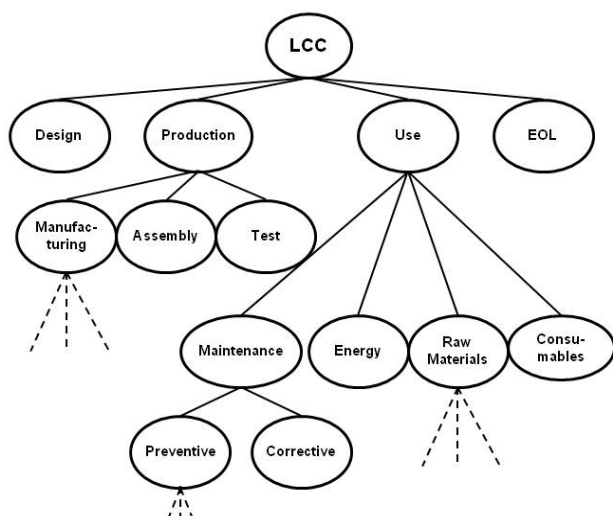 LCC
Design
Production
Use
EOL
Manufac-
turing
Assembly
Test
Maintenance
Energy
Raw
Materials
Consu-
mables
Preventive
Corrective